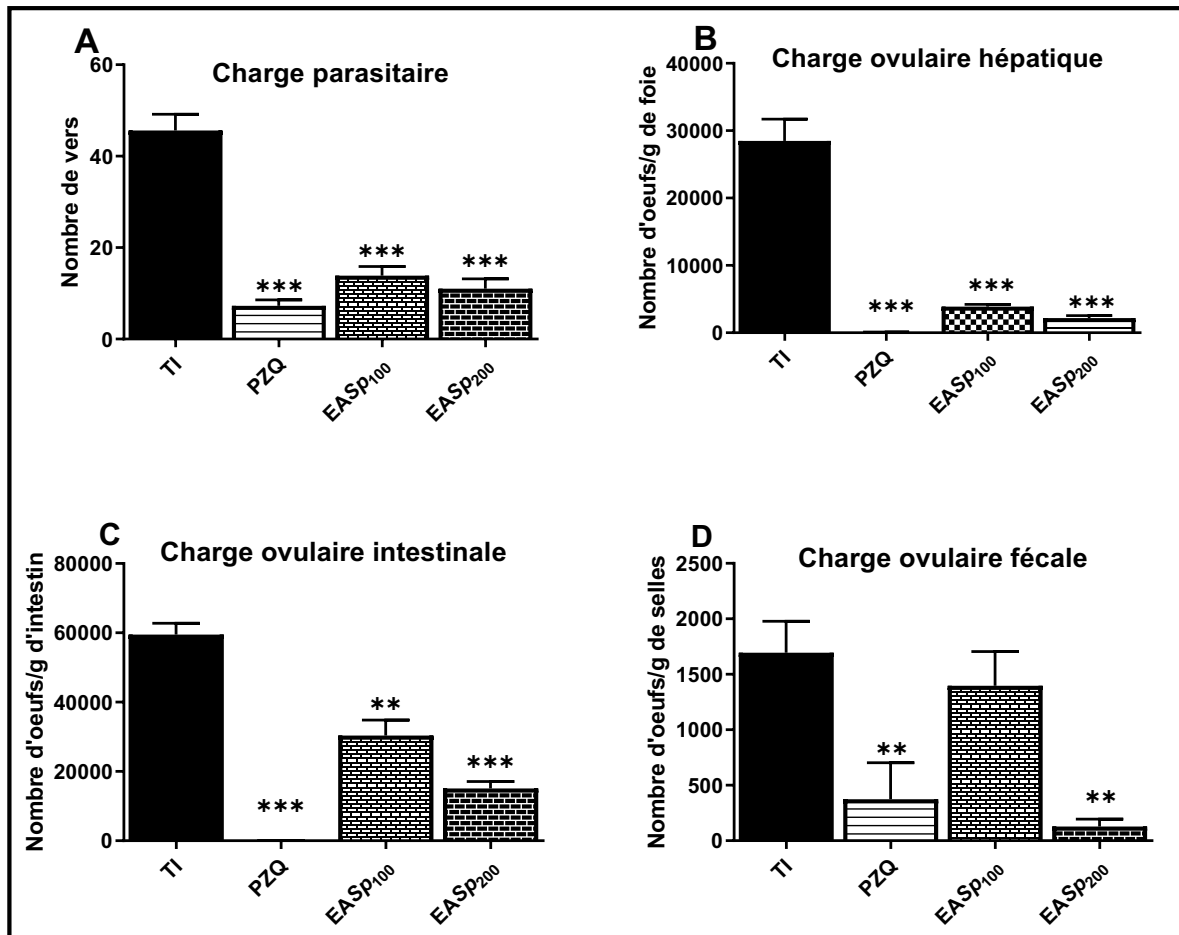 A
Charge parasitaire
Nombre de vers
60
40
20
0
***
***
***
TI
PZQ
EASp100
EASp200
B
Charge ovulaire hépatique
Nombre d'oeufs/g de foie
40000
30000
20000
10000
0
***
***
***
TI
PZQ
EASp100
EASp200
C
Charge ovulaire intestinale
Nombre d'oeufs/g d'intestin
80000
60000
40000
20000
0
***
**
***
TI
PZQ
EASp100
EASp200
D
Charge ovulaire fécale
Nombre d'oeufs/g de selles
2500
2000
1500
1000
500
0
**
**
TI
PZQ
EASp100
EASp200